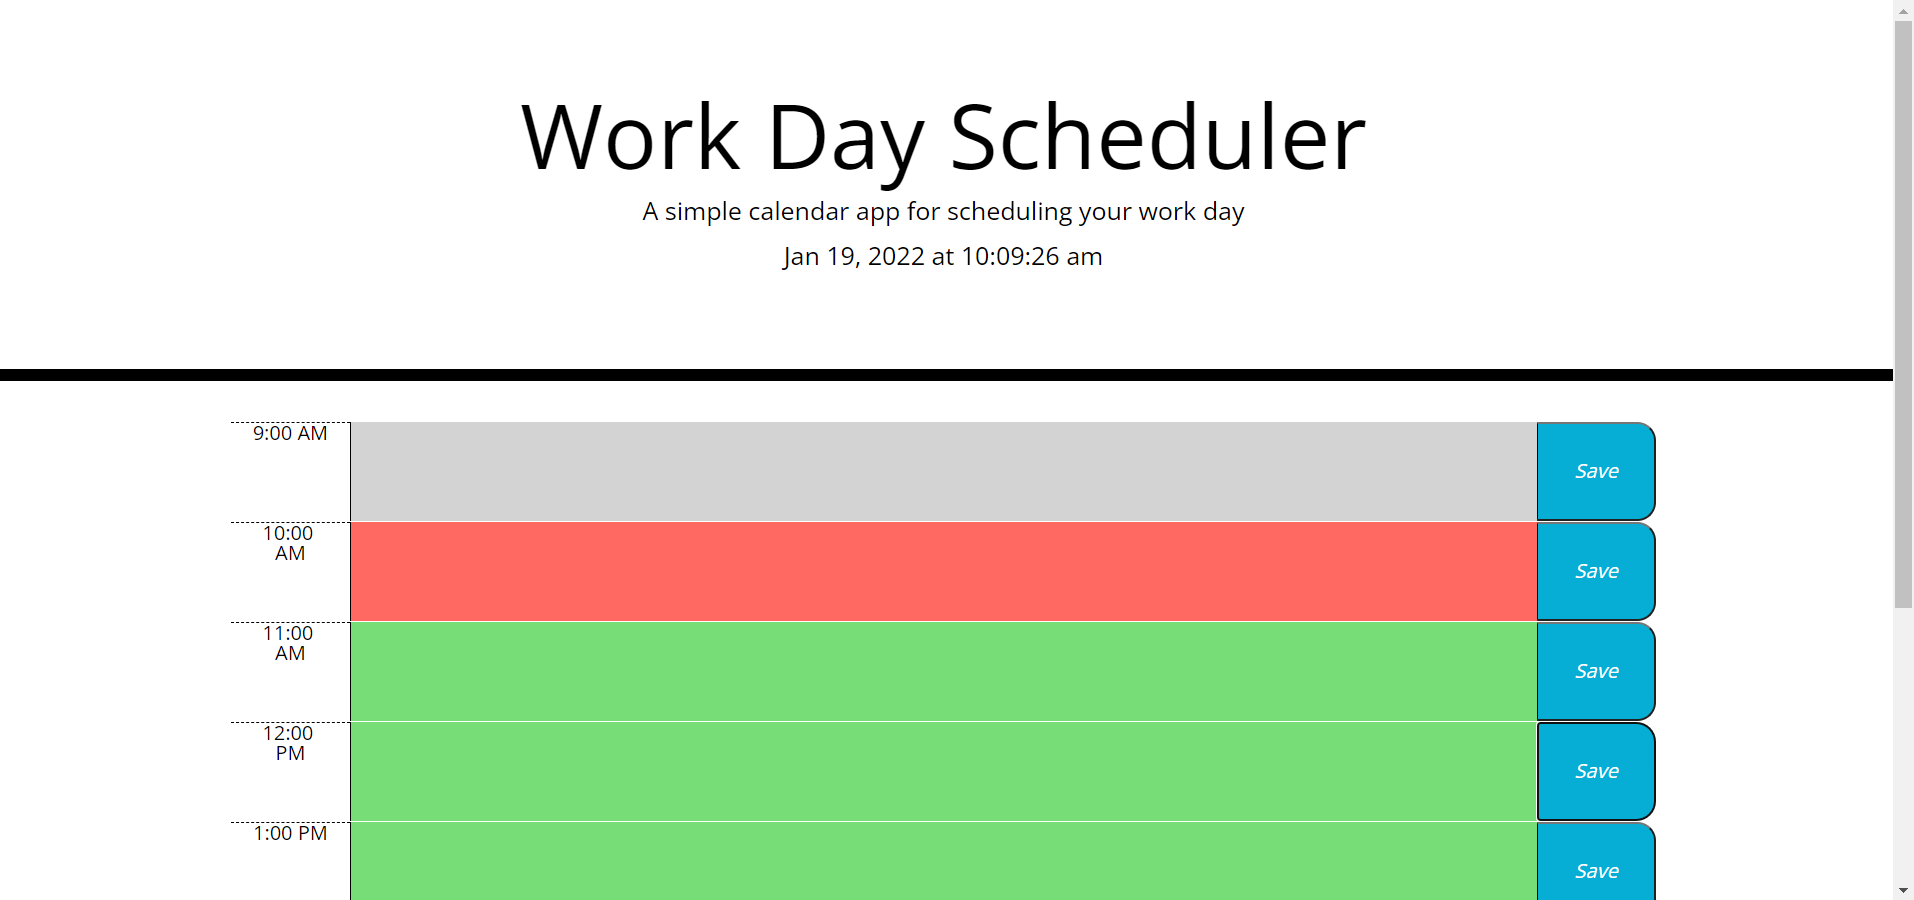 Work Day Scheduler
A simple calendar app for scheduling your work day
Jan 19, 2022 at 10:09:26 am
9:00 AM
Save
10:00
AM
Save
11:00
AM
Save
12:00
PM
Save
1:00 PM
Save